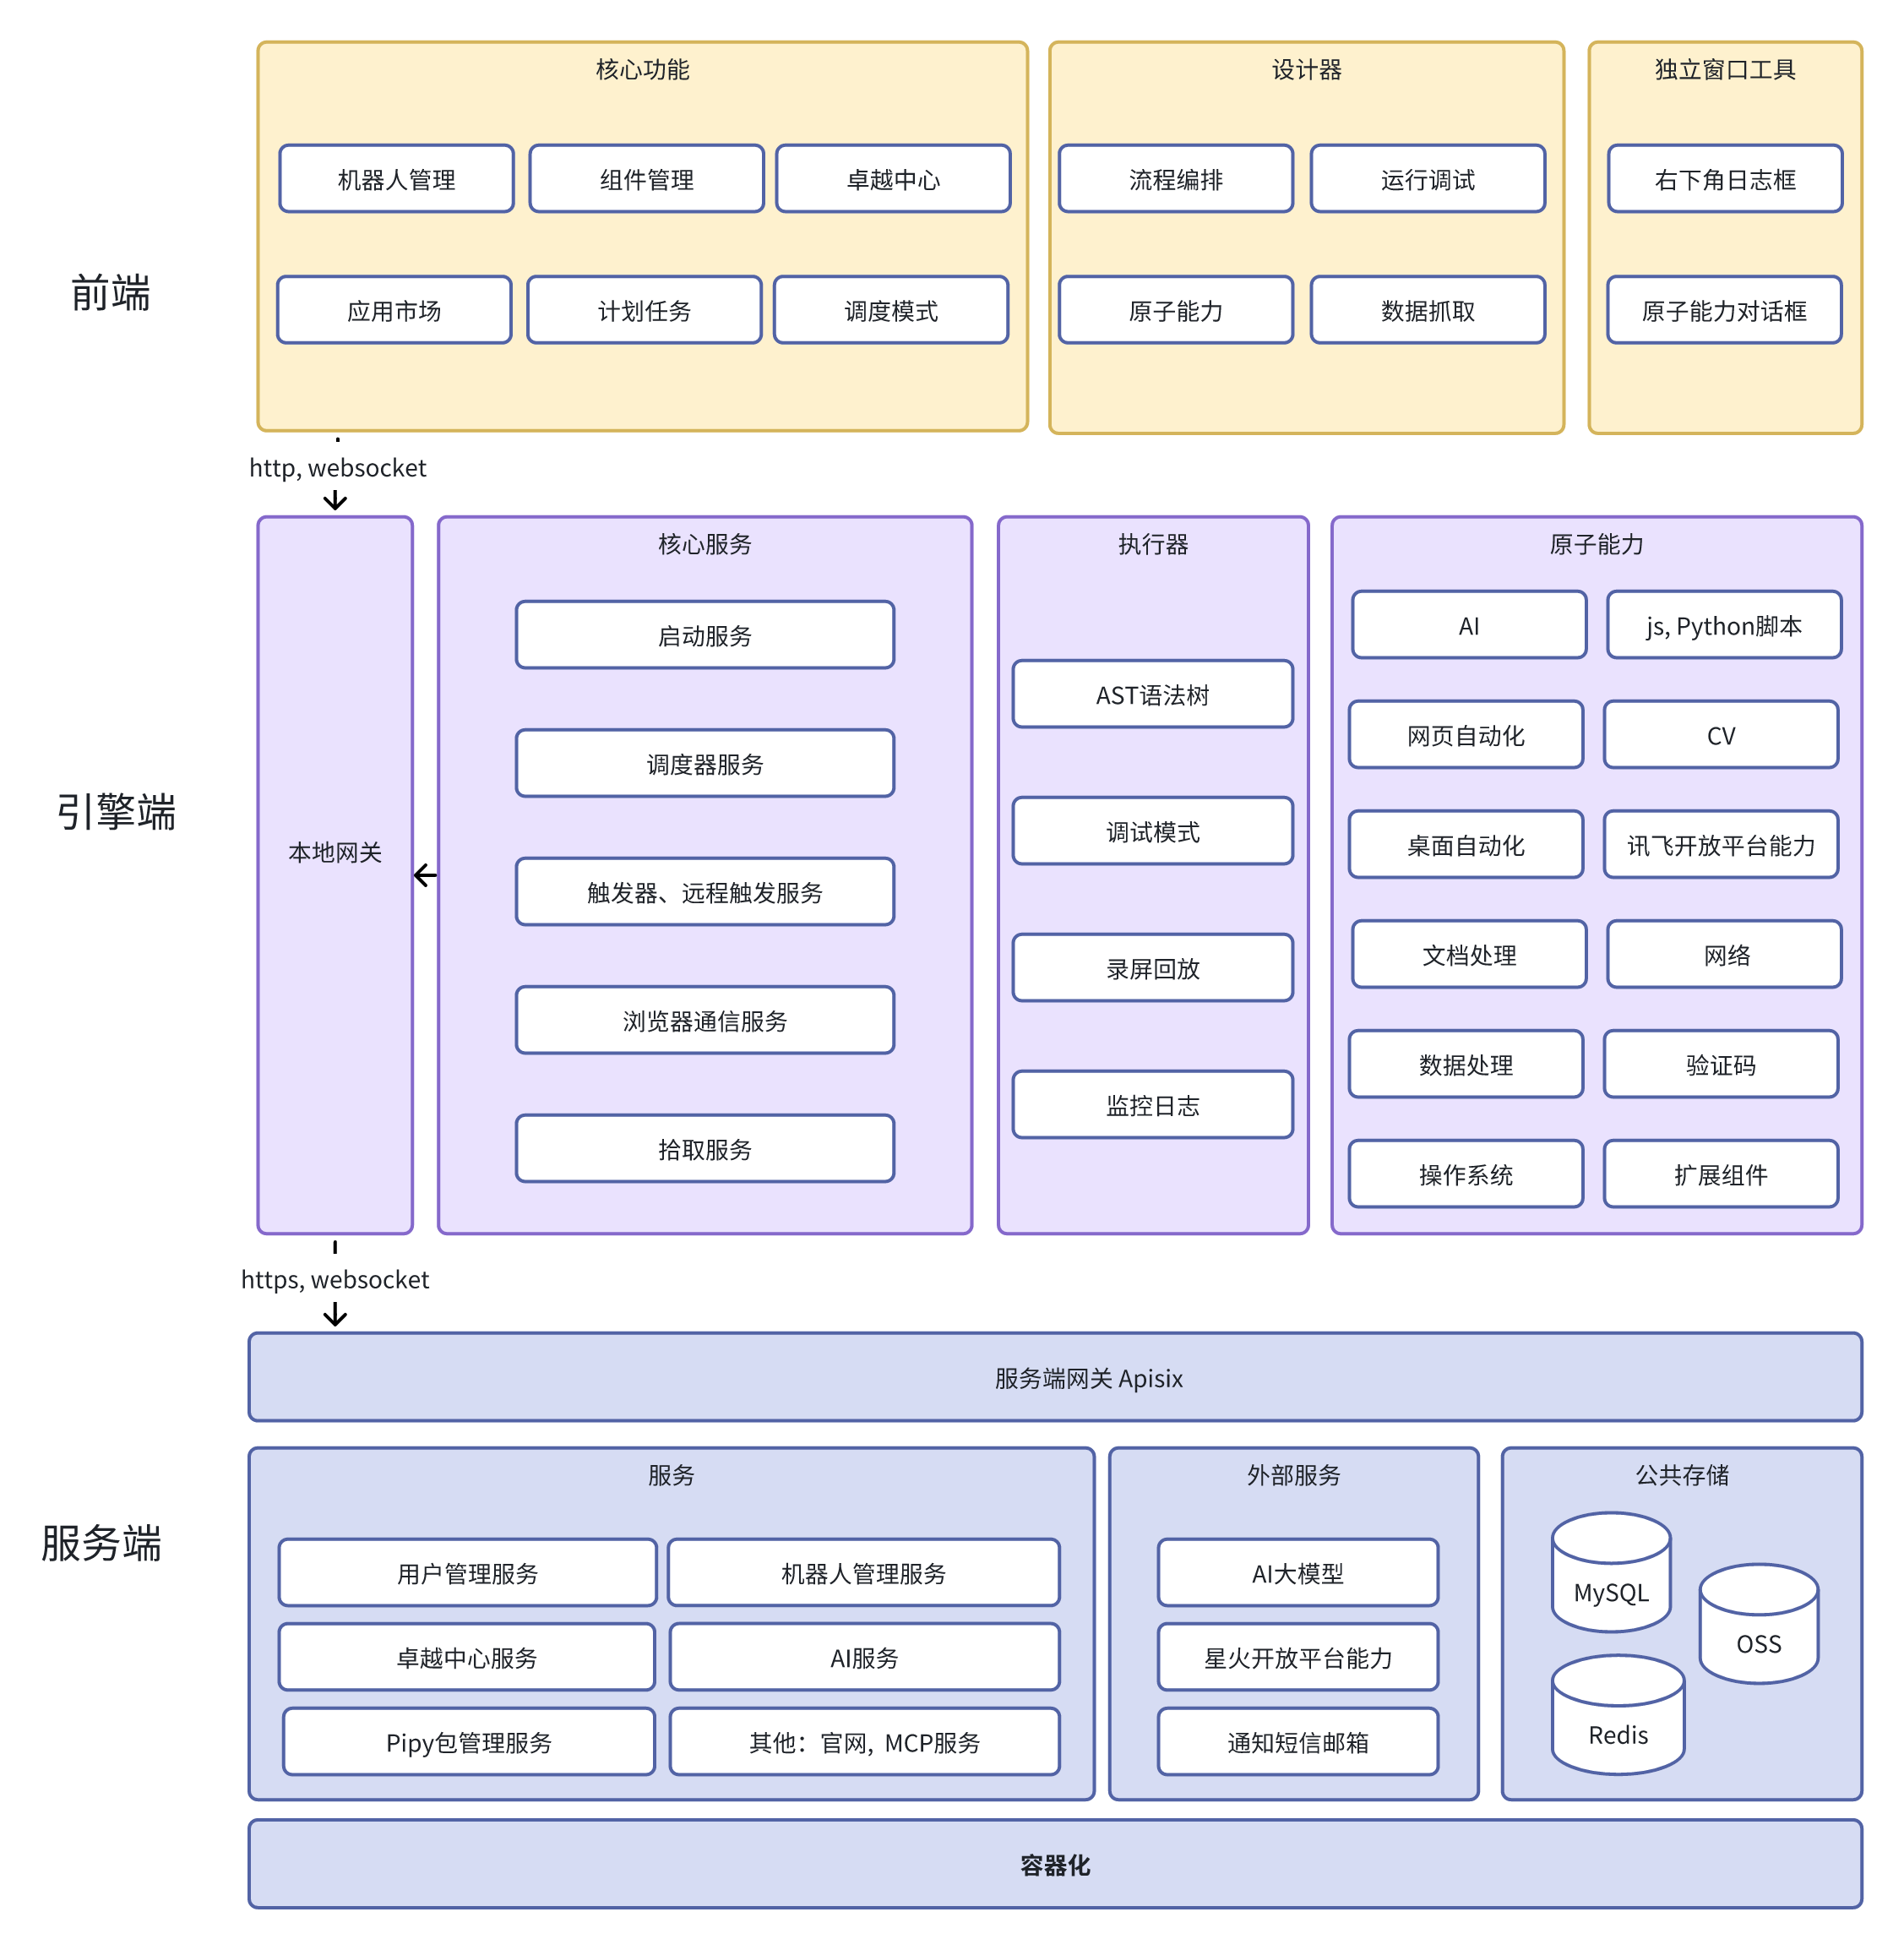 核心功能
设计器
独立窗口工具
机器人管理
组件管理
卓越中心
流程编排
运行调试
右下角日志框
前端
应用市场
计划任务
调度模式
原子能力
数据抓取
原子能力对话框
http, websocket
核心服务
执行器
原子能力
启动服务
AI
js, Python脚本
AST语法树
网页自动化
CV
调度器服务
引擎端
调试模式
桌面自动化
讯飞开放平台能力
本地网关
触发器、远程触发服务
录屏回放
文档处理
网络
浏览器通信服务
数据处理
验证码
监控日志
拾取服务
操作系统
扩展组件
https, websocket
服务端网关 Apisix
服务
外部服务
公共存储
服务端
用户管理服务
机器人管理服务
AI大模型
MySQL
卓越中心服务
AI服务
星火开放平台能力
OSS
Pipy包管理服务
其他：官网，MCP服务
通知短信邮箱
Redis
容器化